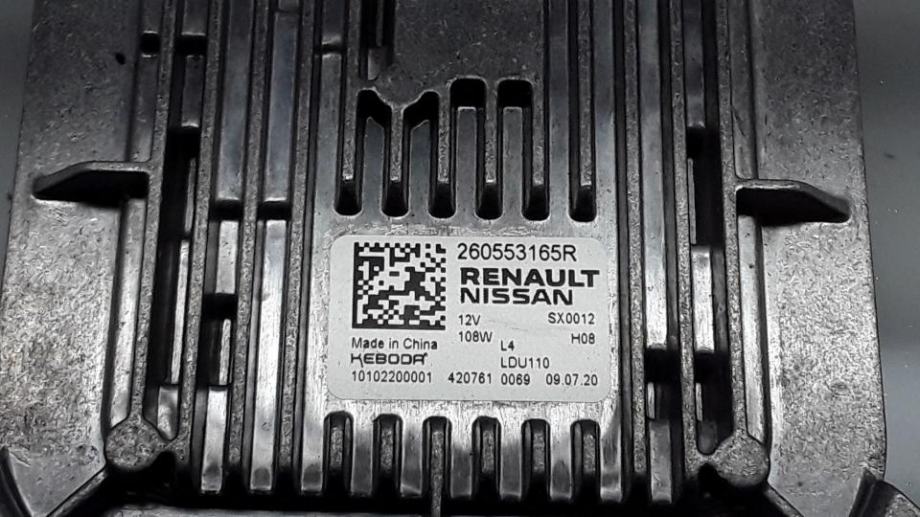 260553165R
RENAULT
NISSAN
12V SX0012
108W L4 H08
Made in China
KEBODA LDU110
10102200001 420761 0069 09.07.20